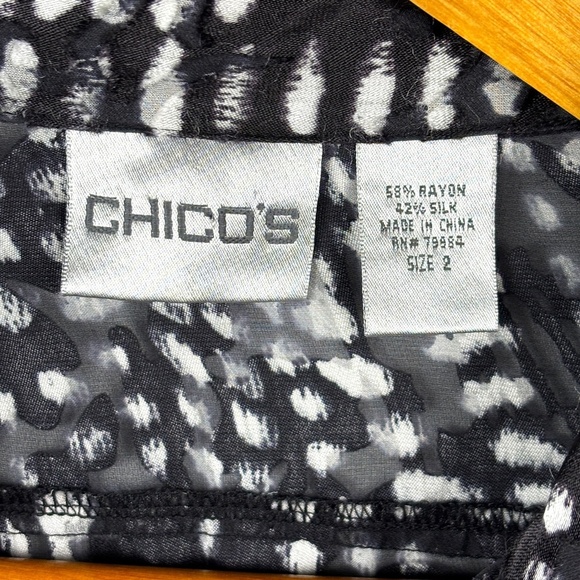 CHICO'S
58% RAYON
42% SILK
MADE IN CHINA
RN# 79984
SIZE 2